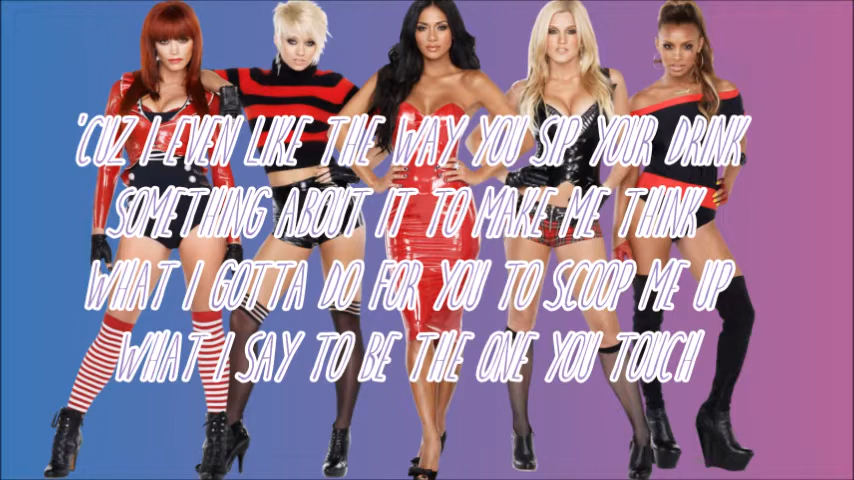 'CUZ I EVEN LIKE THE WAY YOU SIP YOUR DRINK
SOMETHING ABOUT IT TO MAKE ME THINK
WHAT I GOTTA DO FOR YOU TO SCOOP ME UP
WHAT I SAY TO BE THE ONE YOU TOUCH